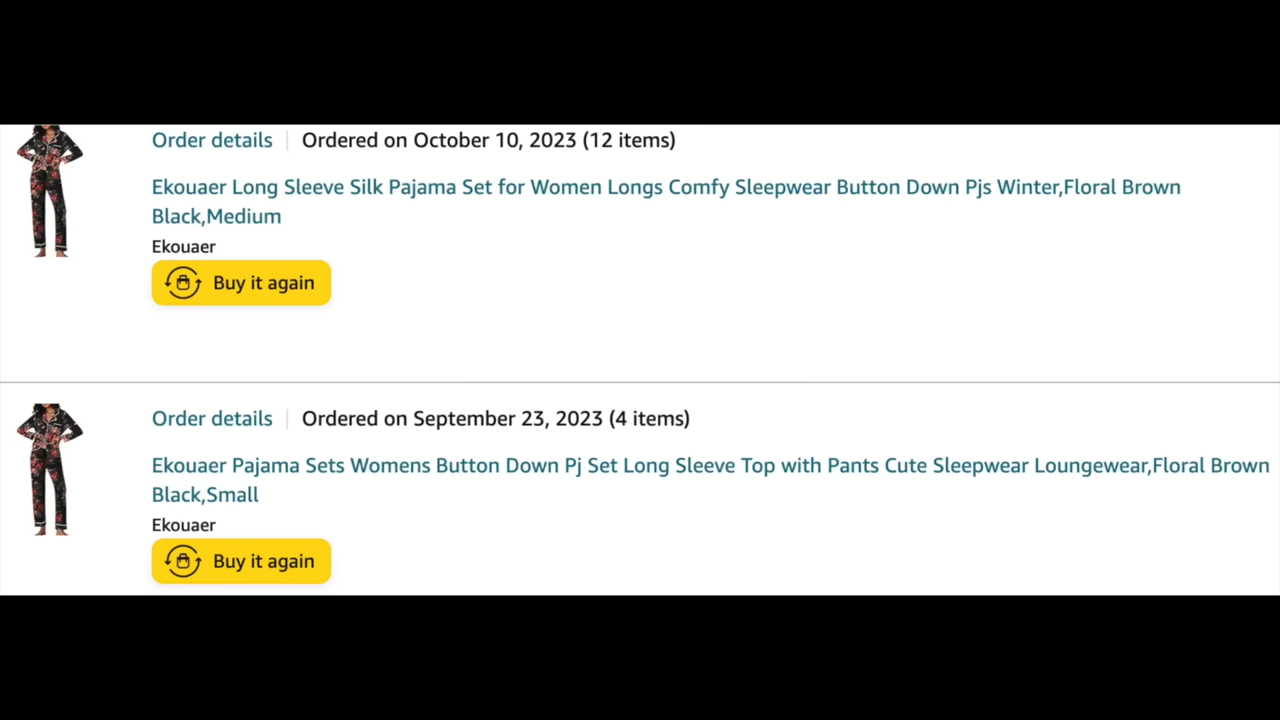 Order details | Ordered on October 10, 2023 (12 items)
Ekouaer Long Sleeve Silk Pajama Set for Women Longs Comfy Sleepwear Button Down Pjs Winter,Floral Brown
Black,Medium
Ekouaer
Buy it again
Order details | Ordered on September 23, 2023 (4 items)
Ekouaer Pajama Sets Womens Button Down Pj Set Long Sleeve Top with Pants Cute Sleepwear Loungewear,Floral Brown
Black,Small
Ekouaer
Buy it again